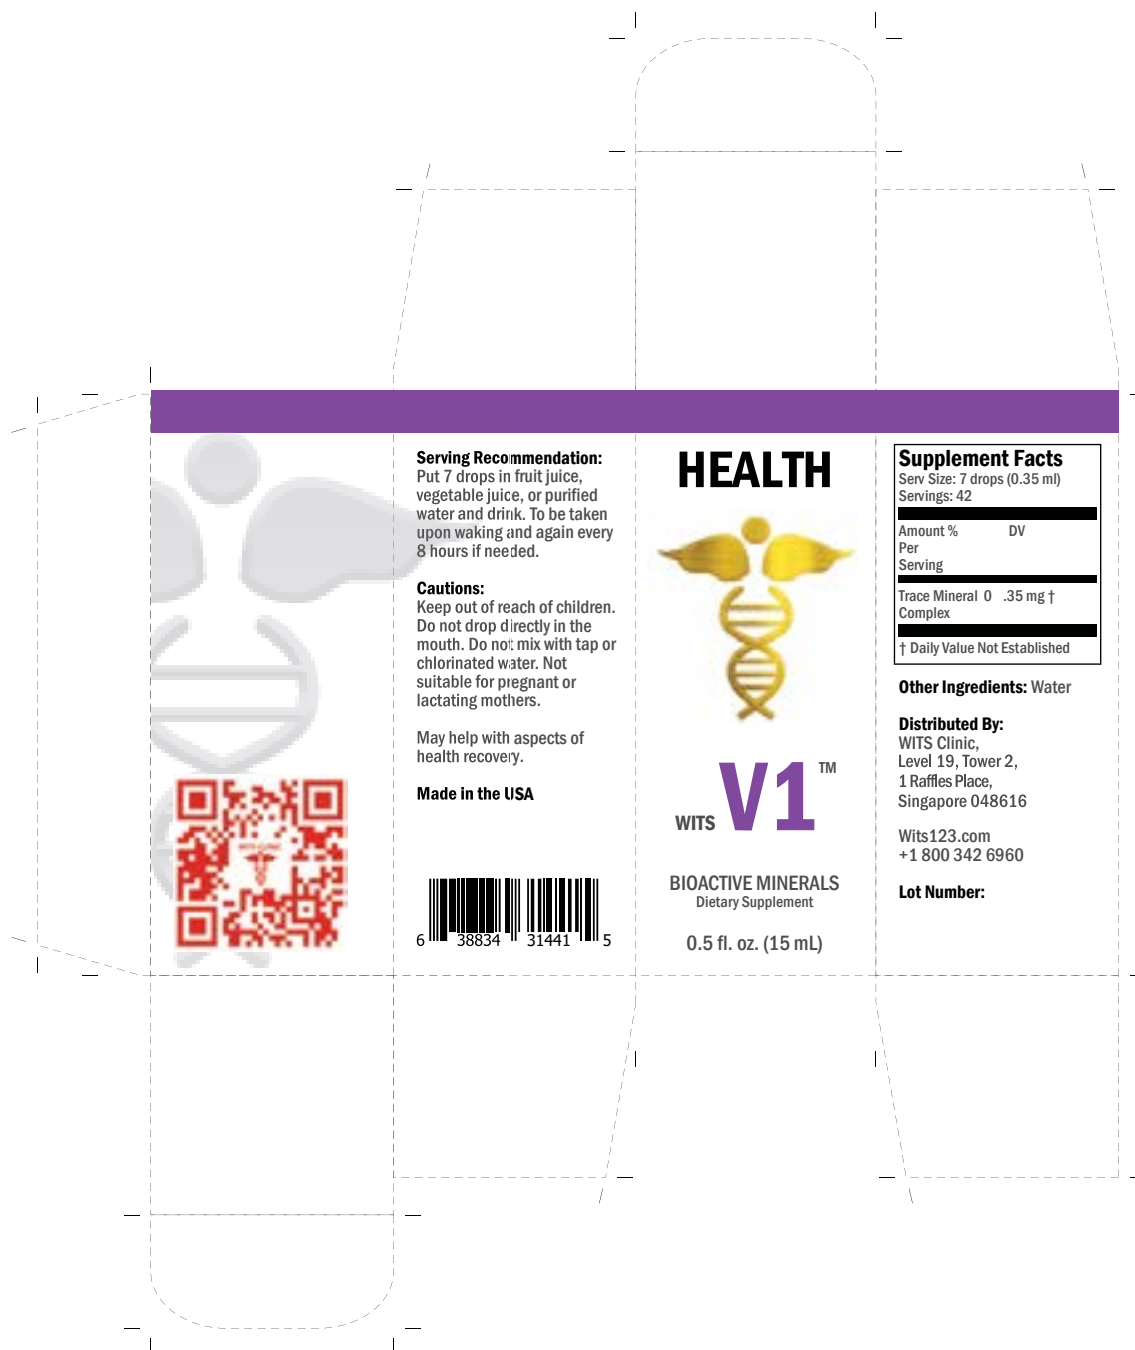 Serving Recommendation:
Put 7 drops in fruit juice,
vegetable juice, or purified
water and drink. To be taken
upon waking and again every
8 hours if needed.
Cautions:
Keep out of reach of children.
Do not drop directly in the
mouth. Do not mix with tap or
chlorinated water. Not
suitable for pregnant or
lactating mothers.
May help with aspects of
health recovery.
Made in the USA
6 38834 31441 5
HEALTH
WITS V1 ™
BIOACTIVE MINERALS
Dietary Supplement
0.5 fl. oz. (15 mL)
Supplement Facts
Serv Size: 7 drops (0.35 ml)
Servings: 42
Amount % DV
Per
Serving
Trace Mineral 0 .35 mg †
Complex
† Daily Value Not Established
Other Ingredients: Water
Distributed By:
WITS Clinic,
Level 19, Tower 2,
1 Raffles Place,
Singapore 048616
Wits123.com
+1 800 342 6960
Lot Number: